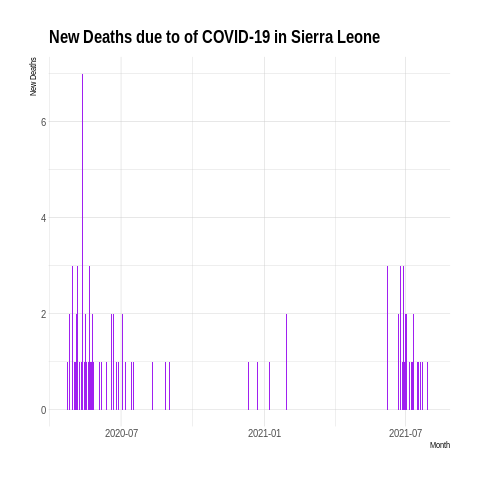 New Deaths due to of COVID-19 in Sierra Leone
New Deaths
6
4
2
0
2020-07 2021-01 2021-07
Month